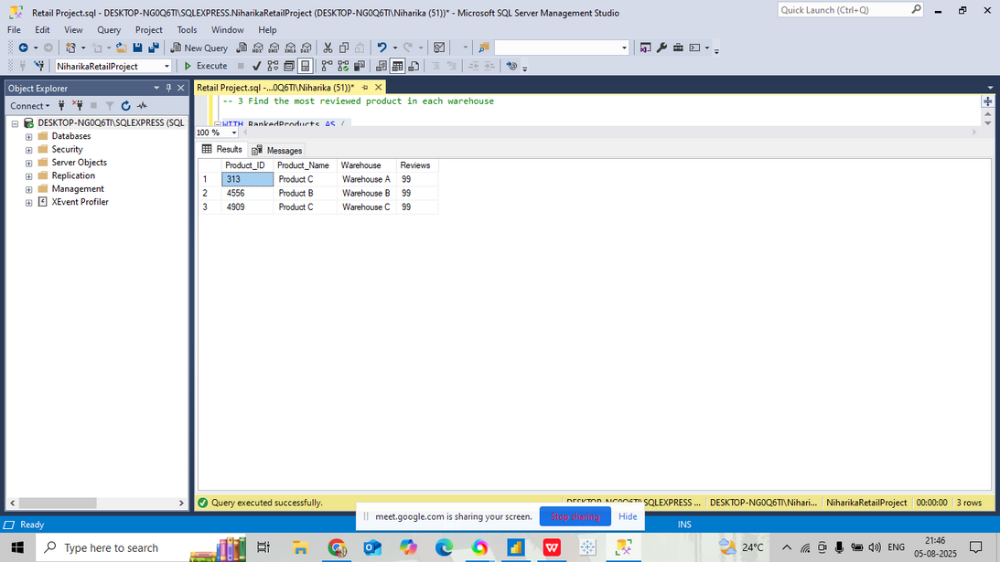 Retail Project.sql - DESKTOP-NG0Q6TI\SQLEXPRESS.NiharikaRetailProject (DESKTOP-NG0Q6TI\Niharika (51))* - Microsoft SQL Server Management Studio
Quick Launch (Ctrl+Q)
File Edit View Query Project Tools Window Help
New Query
MDX DMX XMLA DAX
NiharikaRetailProject
Execute
Object Explorer
Retail Project.sql -...0Q6TI\Niharika (51))*
Connect
-- 3 Find the most reviewed product in each warehouse
WITH RankedProducts AS (
100 %
DESKTOP-NG0Q6TI\SQLEXPRESS (SQL
Databases
Security
Server Objects
Replication
Management
XEvent Profiler
Results Messages
Product_ID Product_Name Warehouse Reviews
1 313 Product C Warehouse A 99
2 4556 Product B Warehouse B 99
3 4909 Product C Warehouse C 99
Query executed successfully.
DESKTOP-NG0Q6TI\SQLEXPRESS ...
DESKTOP-NG0Q6TI\Nihari...
NiharikaRetailProject
00:00:00
3 rows
meet.google.com is sharing your screen.
Stop sharing
Hide
Ready
INS
Type here to search
24°C
ENG
21:46
05-08-2025